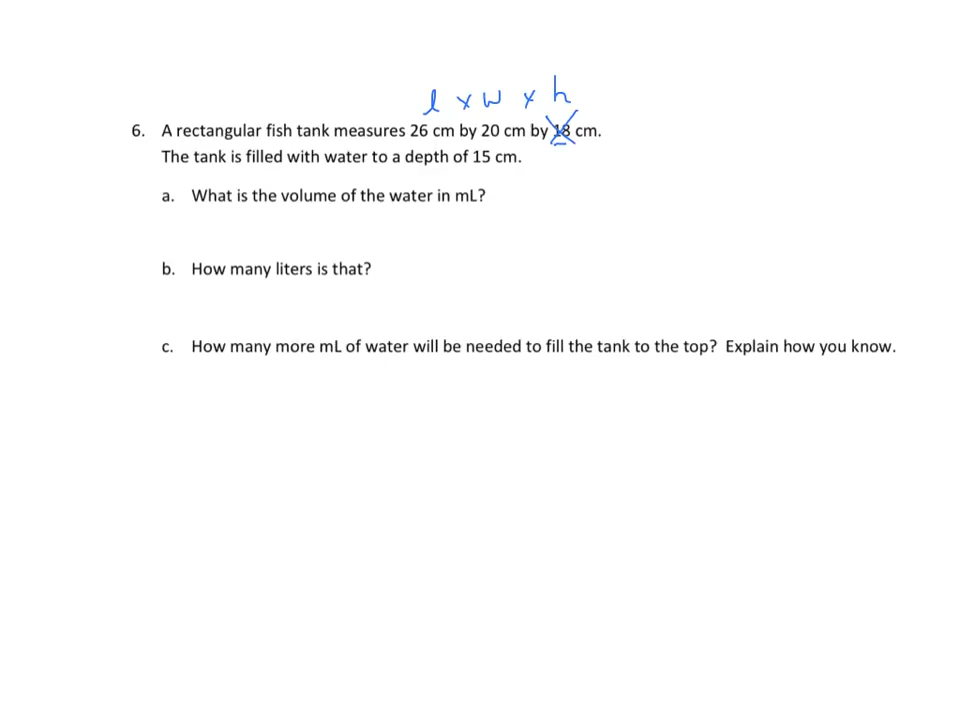 l x w x h
6. A rectangular fish tank measures 26 cm by 20 cm by 18 cm.
The tank is filled with water to a depth of 15 cm.
a. What is the volume of the water in mL?
b. How many liters is that?
c. How many more mL of water will be needed to fill the tank to the top? Explain how you know.